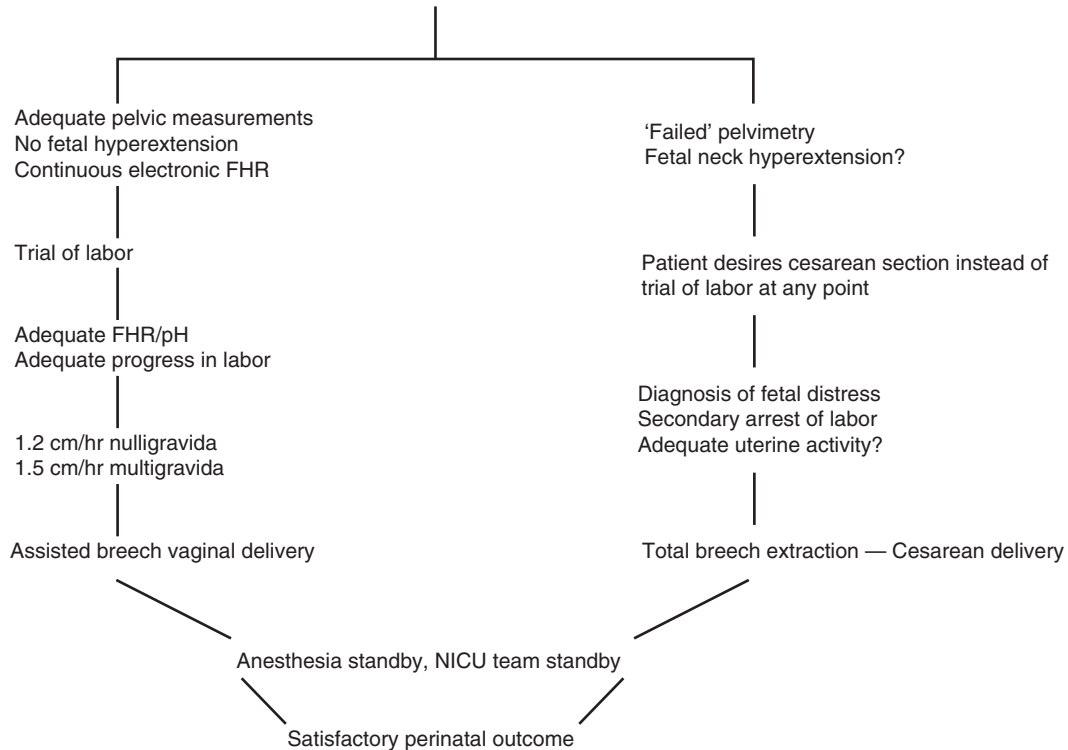 Adequate pelvic measurements
No fetal hyperextension
Continuous electronic FHR
Trial of labor
Adequate FHR/pH
Adequate progress in labor
1.2 cm/hr nulligravida
1.5 cm/hr multigravida
Assisted breech vaginal delivery
‘Failed’ pelvimetry
Fetal neck hyperextension?
Patient desires cesarean section instead of
trial of labor at any point
Diagnosis of fetal distress
Secondary arrest of labor
Adequate uterine activity?
Total breech extraction — Cesarean delivery
Anesthesia standby, NICU team standby
Satisfactory perinatal outcome